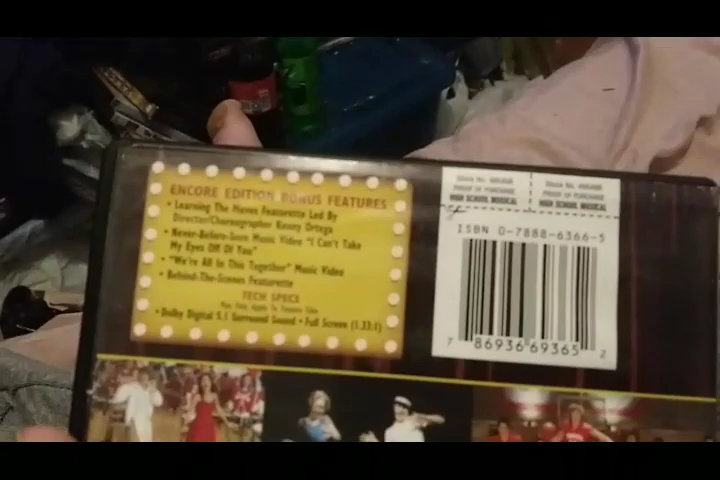 ENCORE EDITION BONUS FEATURES
• Learning The Moves Featurette Led By
Director/Choreographer Kenny Ortega
• Never-Before-Seen Music Video "I Can't Take
My Eyes Off Of You"
• "We're All In This Together" Music Video
• Behind-The-Scenes Featurette
TECH SPECS
• Dolby Digital 5.1 Surround Sound • Full Screen (1.33:1)
PROOF OF PURCHASE
HIGH SCHOOL MUSICAL
PROOF OF PURCHASE
HIGH SCHOOL MUSICAL
ISBN 0-7888-6366-5
7 86936 69365 2